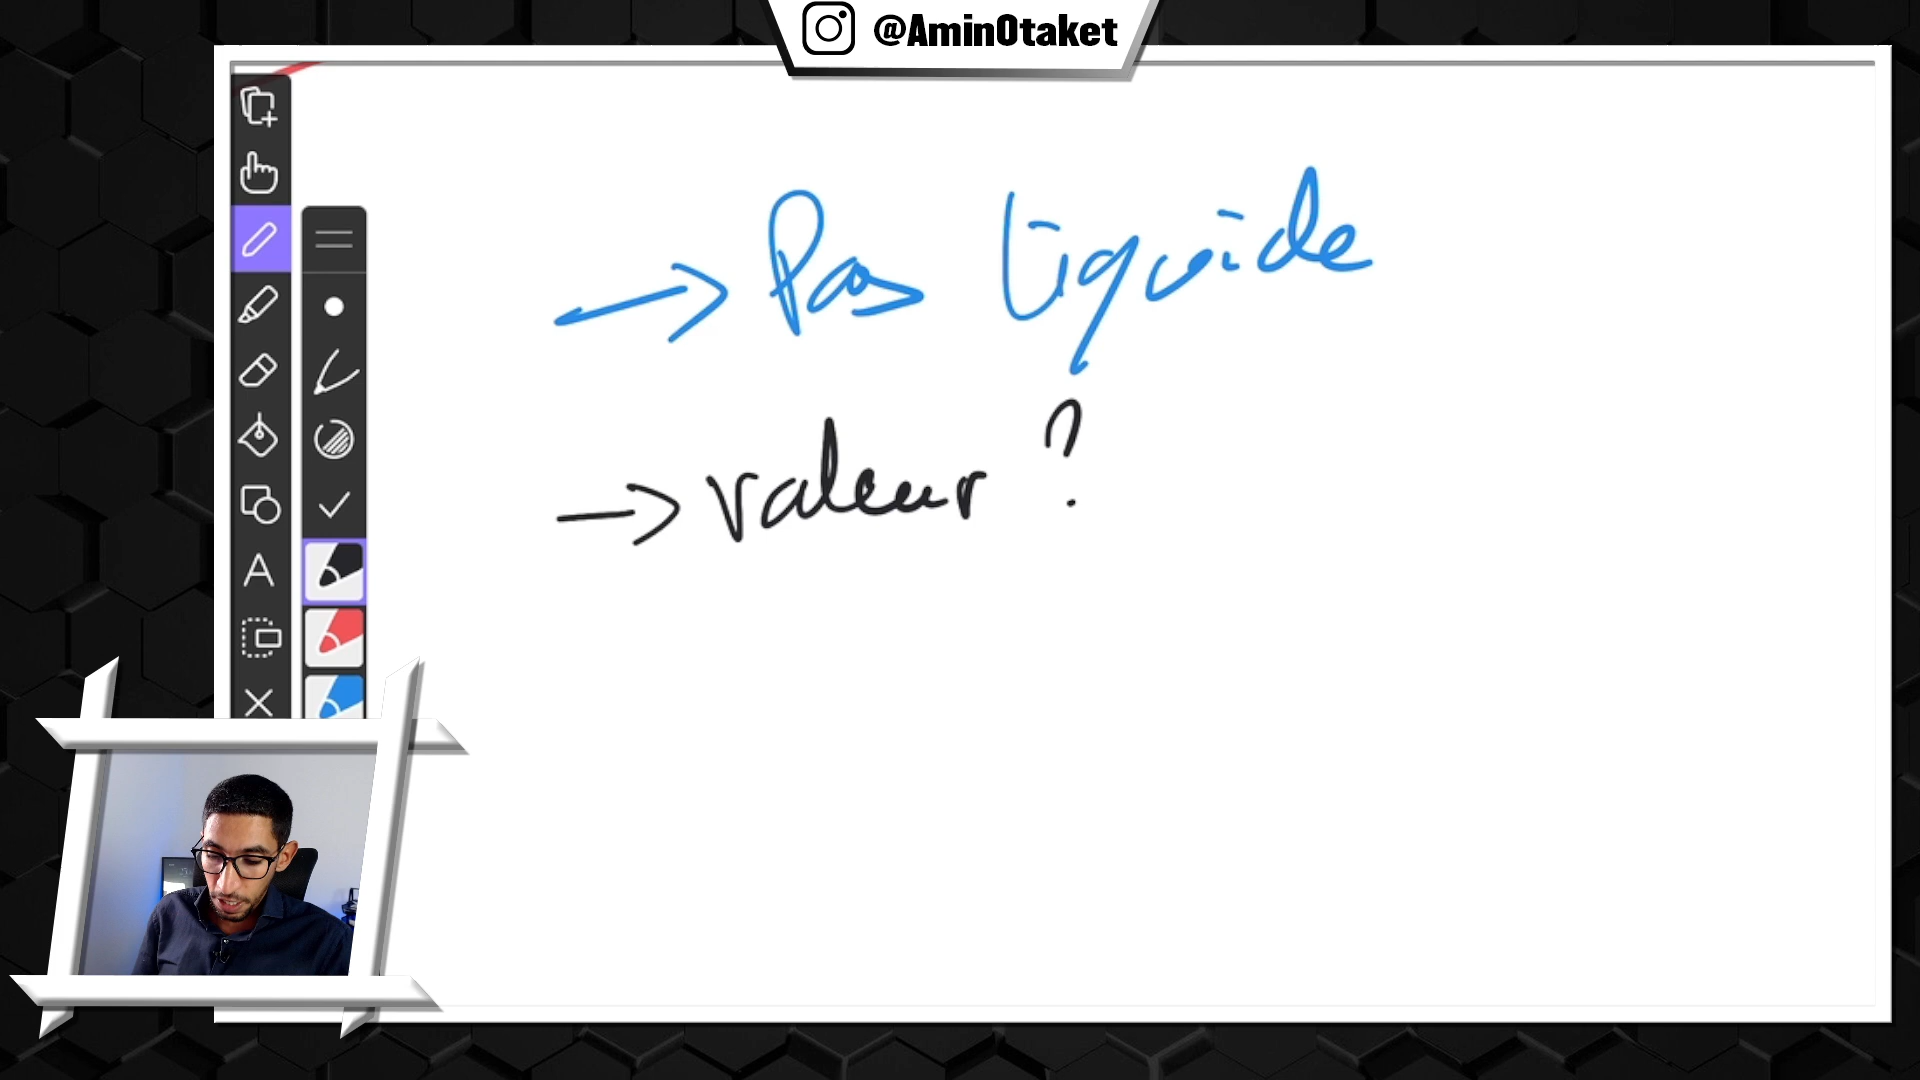 @AminOtaket
→ Pas liquide
→ valeur ?